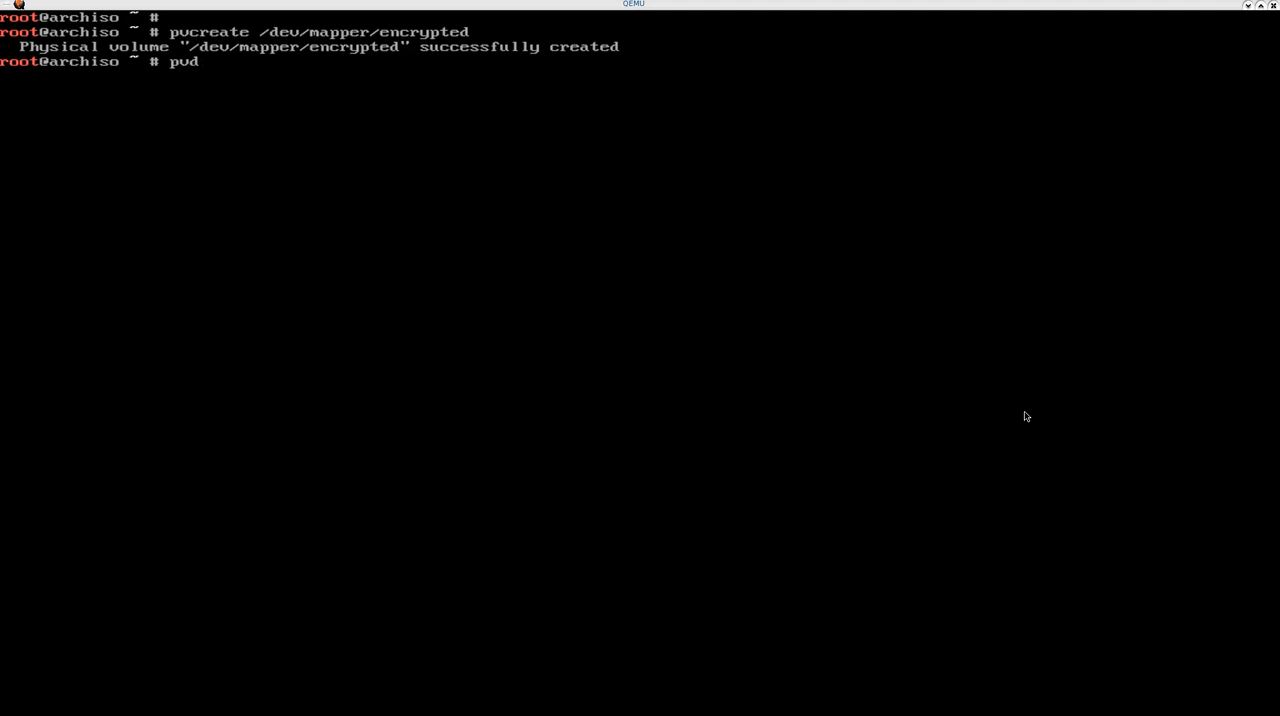 QEMU
root@archiso ~ #
root@archiso ~ # pvcreate /dev/mapper/encrypted
  Physical volume "/dev/mapper/encrypted" successfully created
root@archiso ~ # pvd